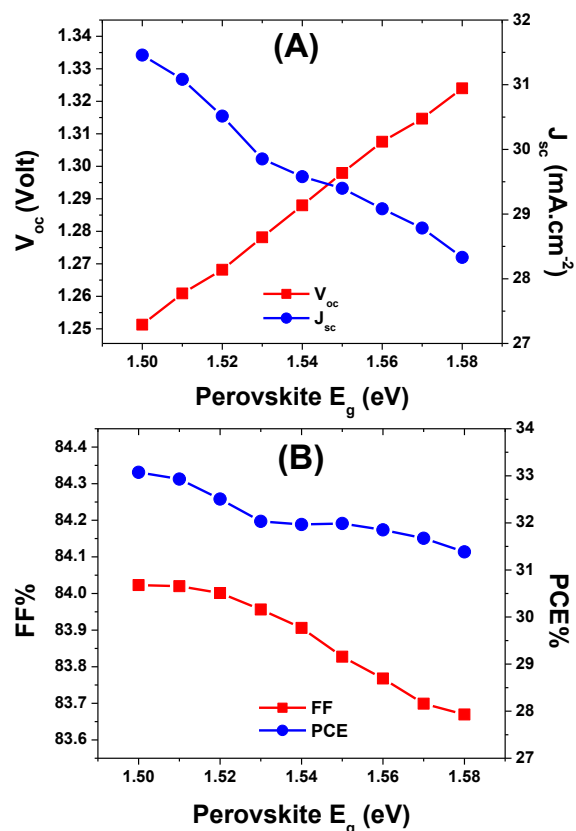 (A)
1.34
1.33
1.32
1.31
1.30
1.29
1.28
1.27
1.26
1.25
V_oc (Volt)
32
31
30
29
28
27
J_sc (mA.cm^-2)
V_oc
J_sc
1.50 1.52 1.54 1.56 1.58
Perovskite E_g (eV)
(B)
84.4
84.3
84.2
84.1
84.0
83.9
83.8
83.7
83.6
FF%
34
33
32
31
30
29
28
27
PCE%
FF
PCE
1.50 1.52 1.54 1.56 1.58
Perovskite E_g (eV)